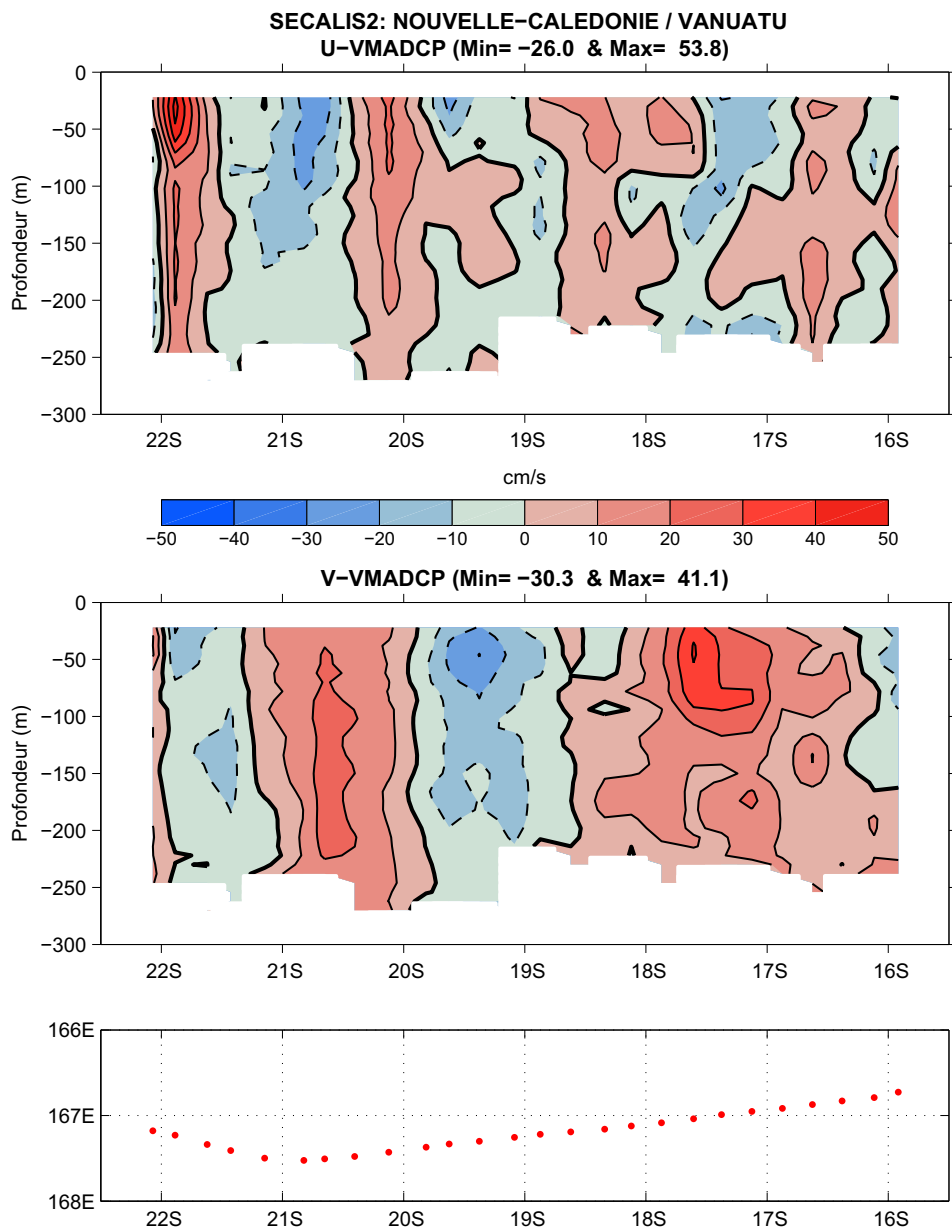 SECALIS2: NOUVELLE−CALEDONIE / VANUATU
U−VMADCP (Min= −26.0 & Max= 53.8)
0
−50
−100
−150
−200
−250
−300
Profondeur (m)
22S 21S 20S 19S 18S 17S 16S
cm/s
−50 −40 −30 −20 −10 0 10 20 30 40 50
V−VMADCP (Min= −30.3 & Max= 41.1)
0
−50
−100
−150
−200
−250
−300
Profondeur (m)
22S 21S 20S 19S 18S 17S 16S
166E
167E
168E
22S 21S 20S 19S 18S 17S 16S